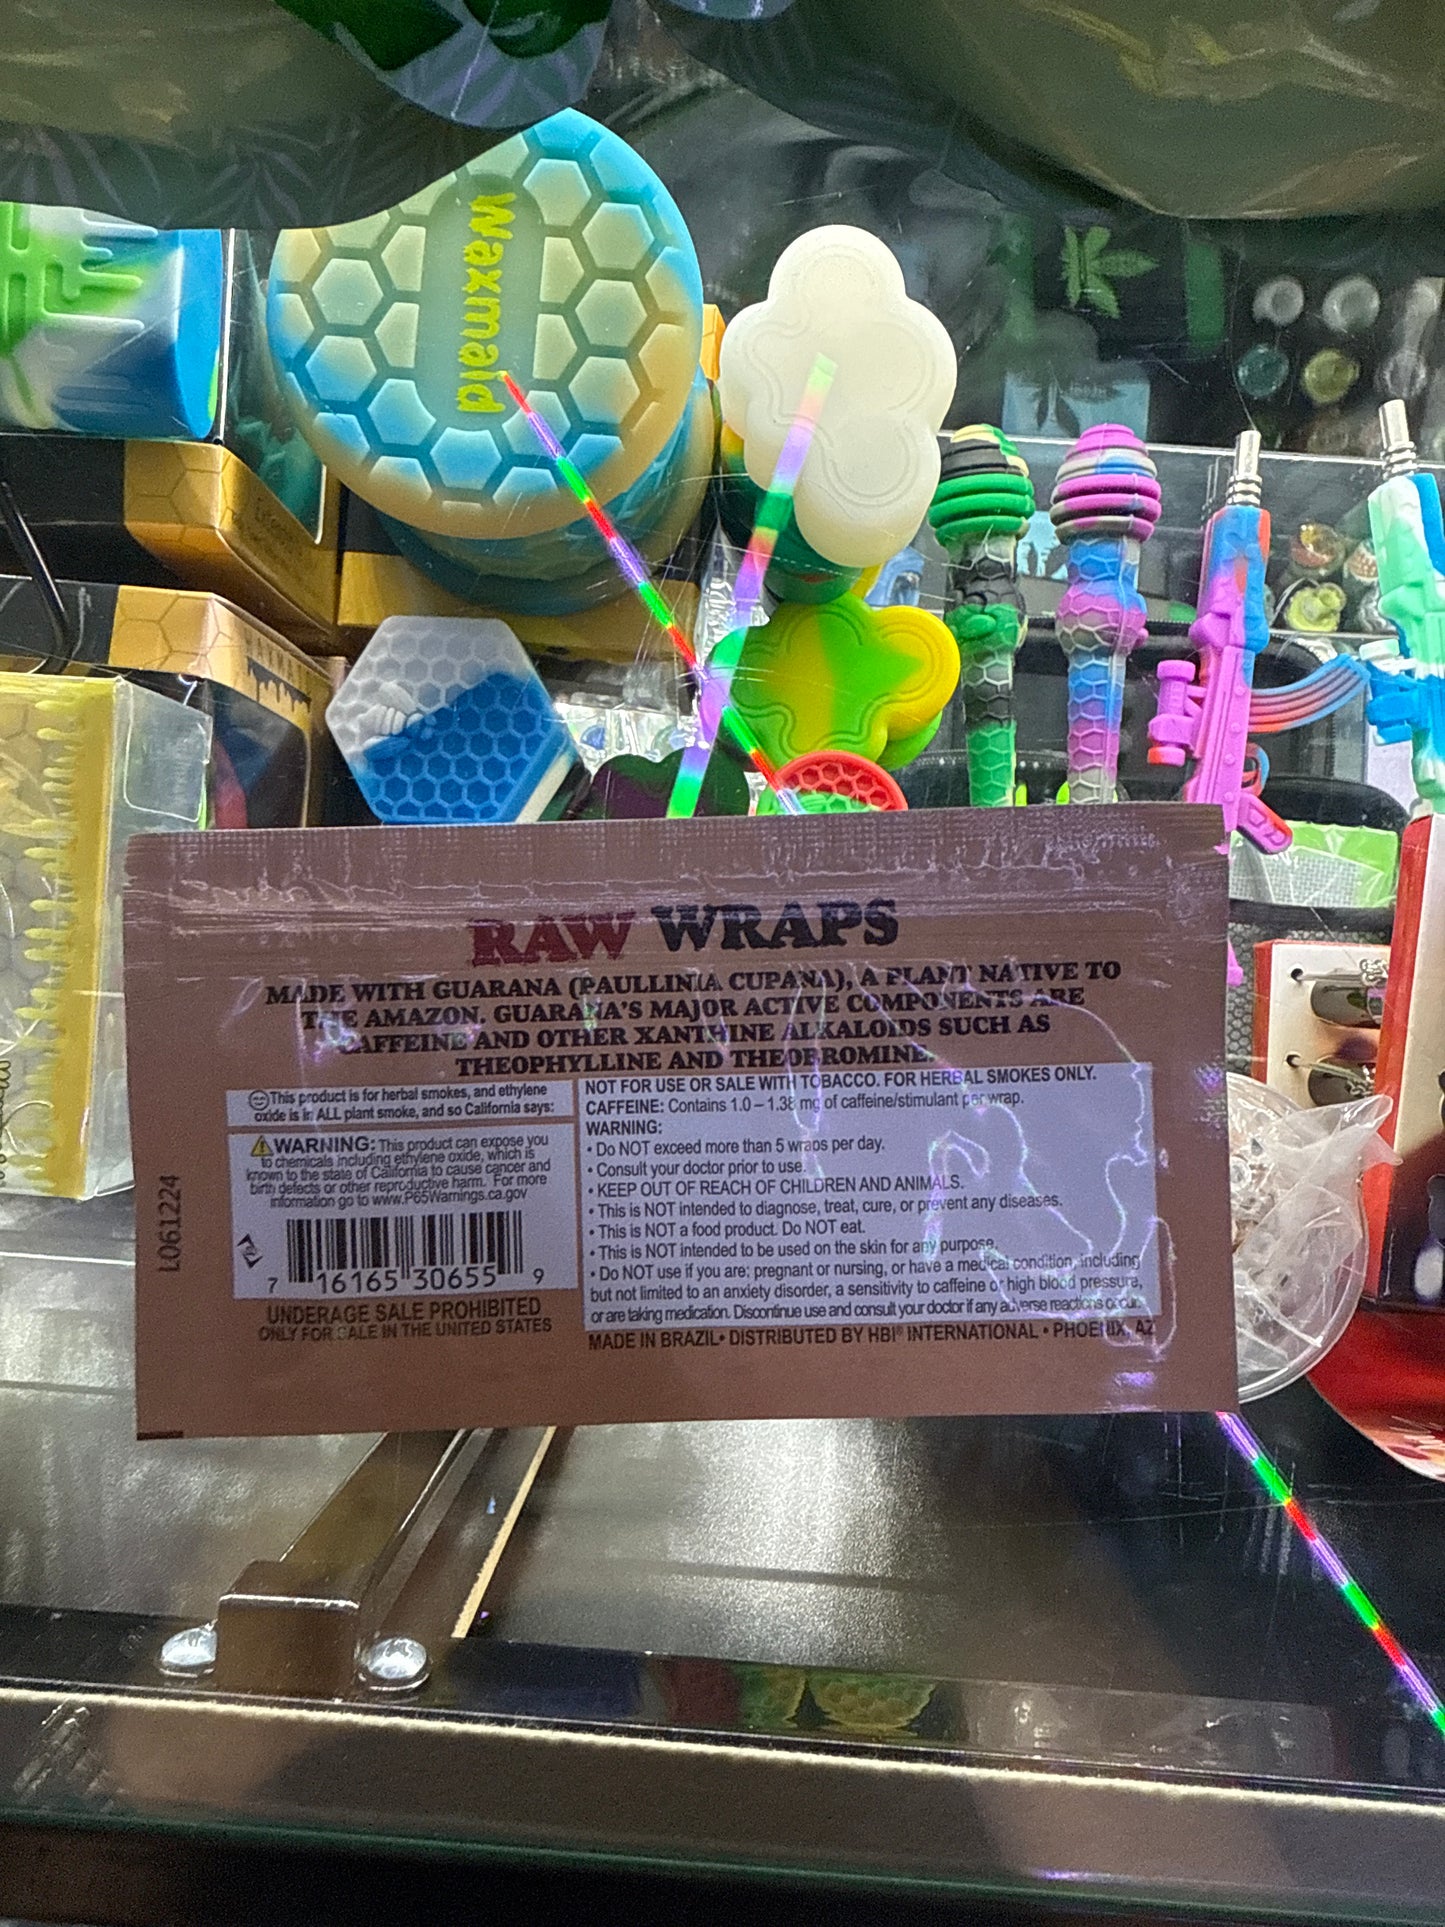 waxmaid
RAW WRAPS
MADE WITH GUARANA (PAULLINIA CUPANA), A PLANT NATIVE TO
THE AMAZON. GUARANA'S MAJOR ACTIVE COMPONENTS ARE
CAFFEINE AND OTHER XANTHINE ALKALOIDS SUCH AS
THEOPHYLLINE AND THEOBROMINE.
This product is for herbal smokes, and ethylene
oxide is in ALL plant smoke, and so California says:
WARNING: This product can expose you
to chemicals including ethylene oxide, which is
known to the state of California to cause cancer and
birth defects or other reproductive harm. For more
information go to www.P65Warnings.ca.gov
7 16165 30655 9
UNDERAGE SALE PROHIBITED
ONLY FOR SALE IN THE UNITED STATES
L061224
NOT FOR USE OR SALE WITH TOBACCO. FOR HERBAL SMOKES ONLY.
CAFFEINE: Contains 1.0 – 1.38 mg of caffeine/stimulant per wrap.
WARNING:
• Do NOT exceed more than 5 wraps per day.
• Consult your doctor prior to use.
• KEEP OUT OF REACH OF CHILDREN AND ANIMALS.
• This is NOT intended to diagnose, treat, cure, or prevent any diseases.
• This is NOT a food product. Do NOT eat.
• This is NOT intended to be used on the skin for any purpose.
• Do NOT use if you are: pregnant or nursing, or have a medical condition, including
but not limited to an anxiety disorder, a sensitivity to caffeine or high blood pressure,
or are taking medication. Discontinue use and consult your doctor if any adverse reactions occur.
MADE IN BRAZIL • DISTRIBUTED BY HBI® INTERNATIONAL • PHOENIX, AZ